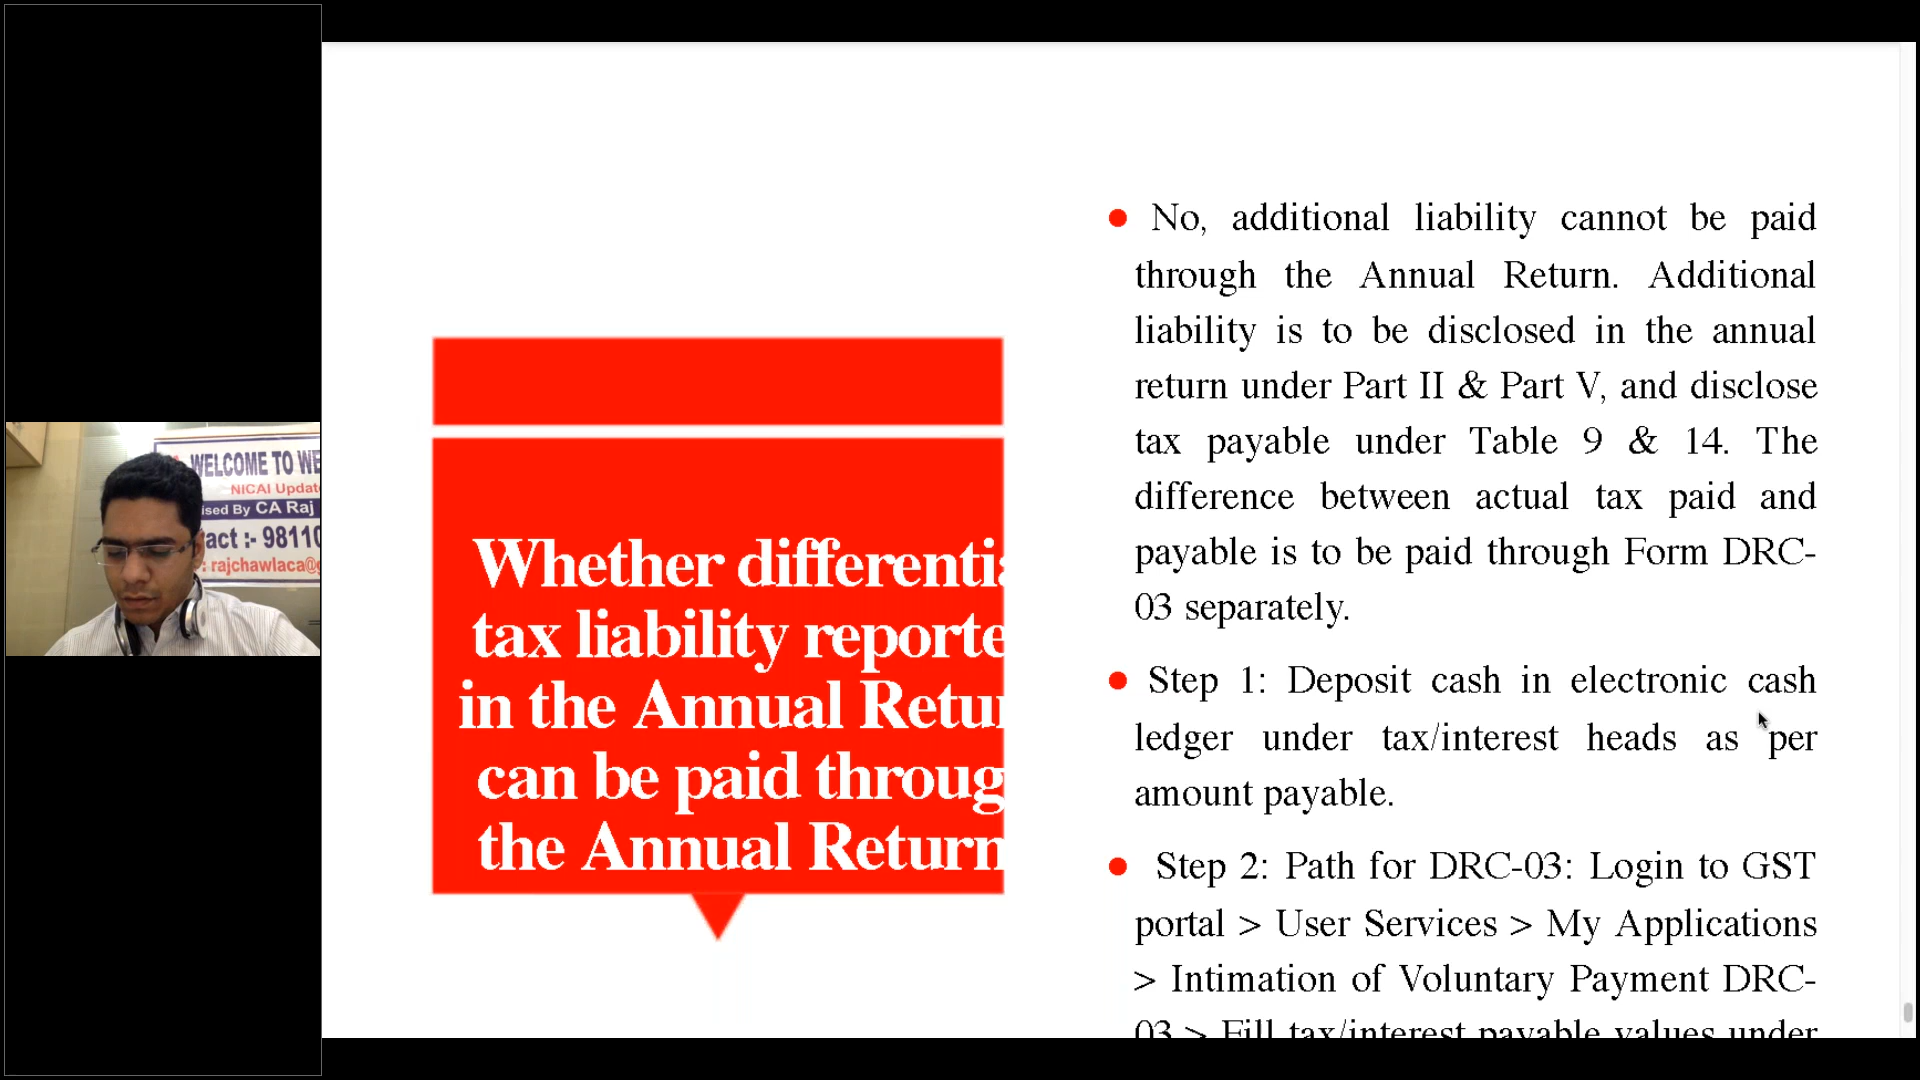 WELCOME TO WE
NICAI Updat
ised By CA Raj
act :- 98110
: rajchawlaca@g
Whether differentia
tax liability reporte
in the Annual Retur
can be paid throug
the Annual Return
● No, additional liability cannot be paid
through the Annual Return. Additional
liability is to be disclosed in the annual
return under Part II & Part V, and disclose
tax payable under Table 9 & 14. The
difference between actual tax paid and
payable is to be paid through Form DRC-
03 separately.
● Step 1: Deposit cash in electronic cash
ledger under tax/interest heads as per
amount payable.
● Step 2: Path for DRC-03: Login to GST
portal > User Services > My Applications
> Intimation of Voluntary Payment DRC-
03 > Fill tax/interest payable values under